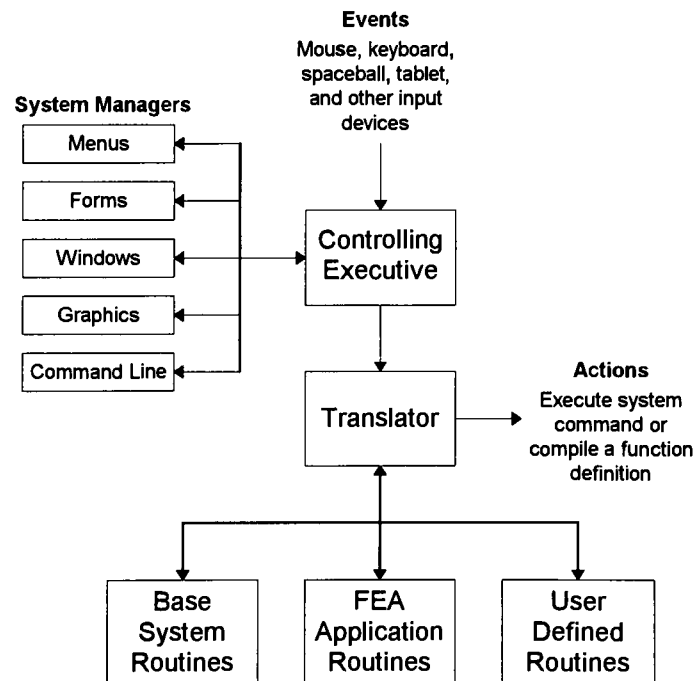 Events
Mouse, keyboard,
spaceball, tablet,
and other input
devices
System Managers
Menus
Forms
Windows
Graphics
Command Line
Controlling
Executive
Translator
Actions
Execute system
command or
compile a function
definition
Base
System
Routines
FEA
Application
Routines
User
Defined
Routines